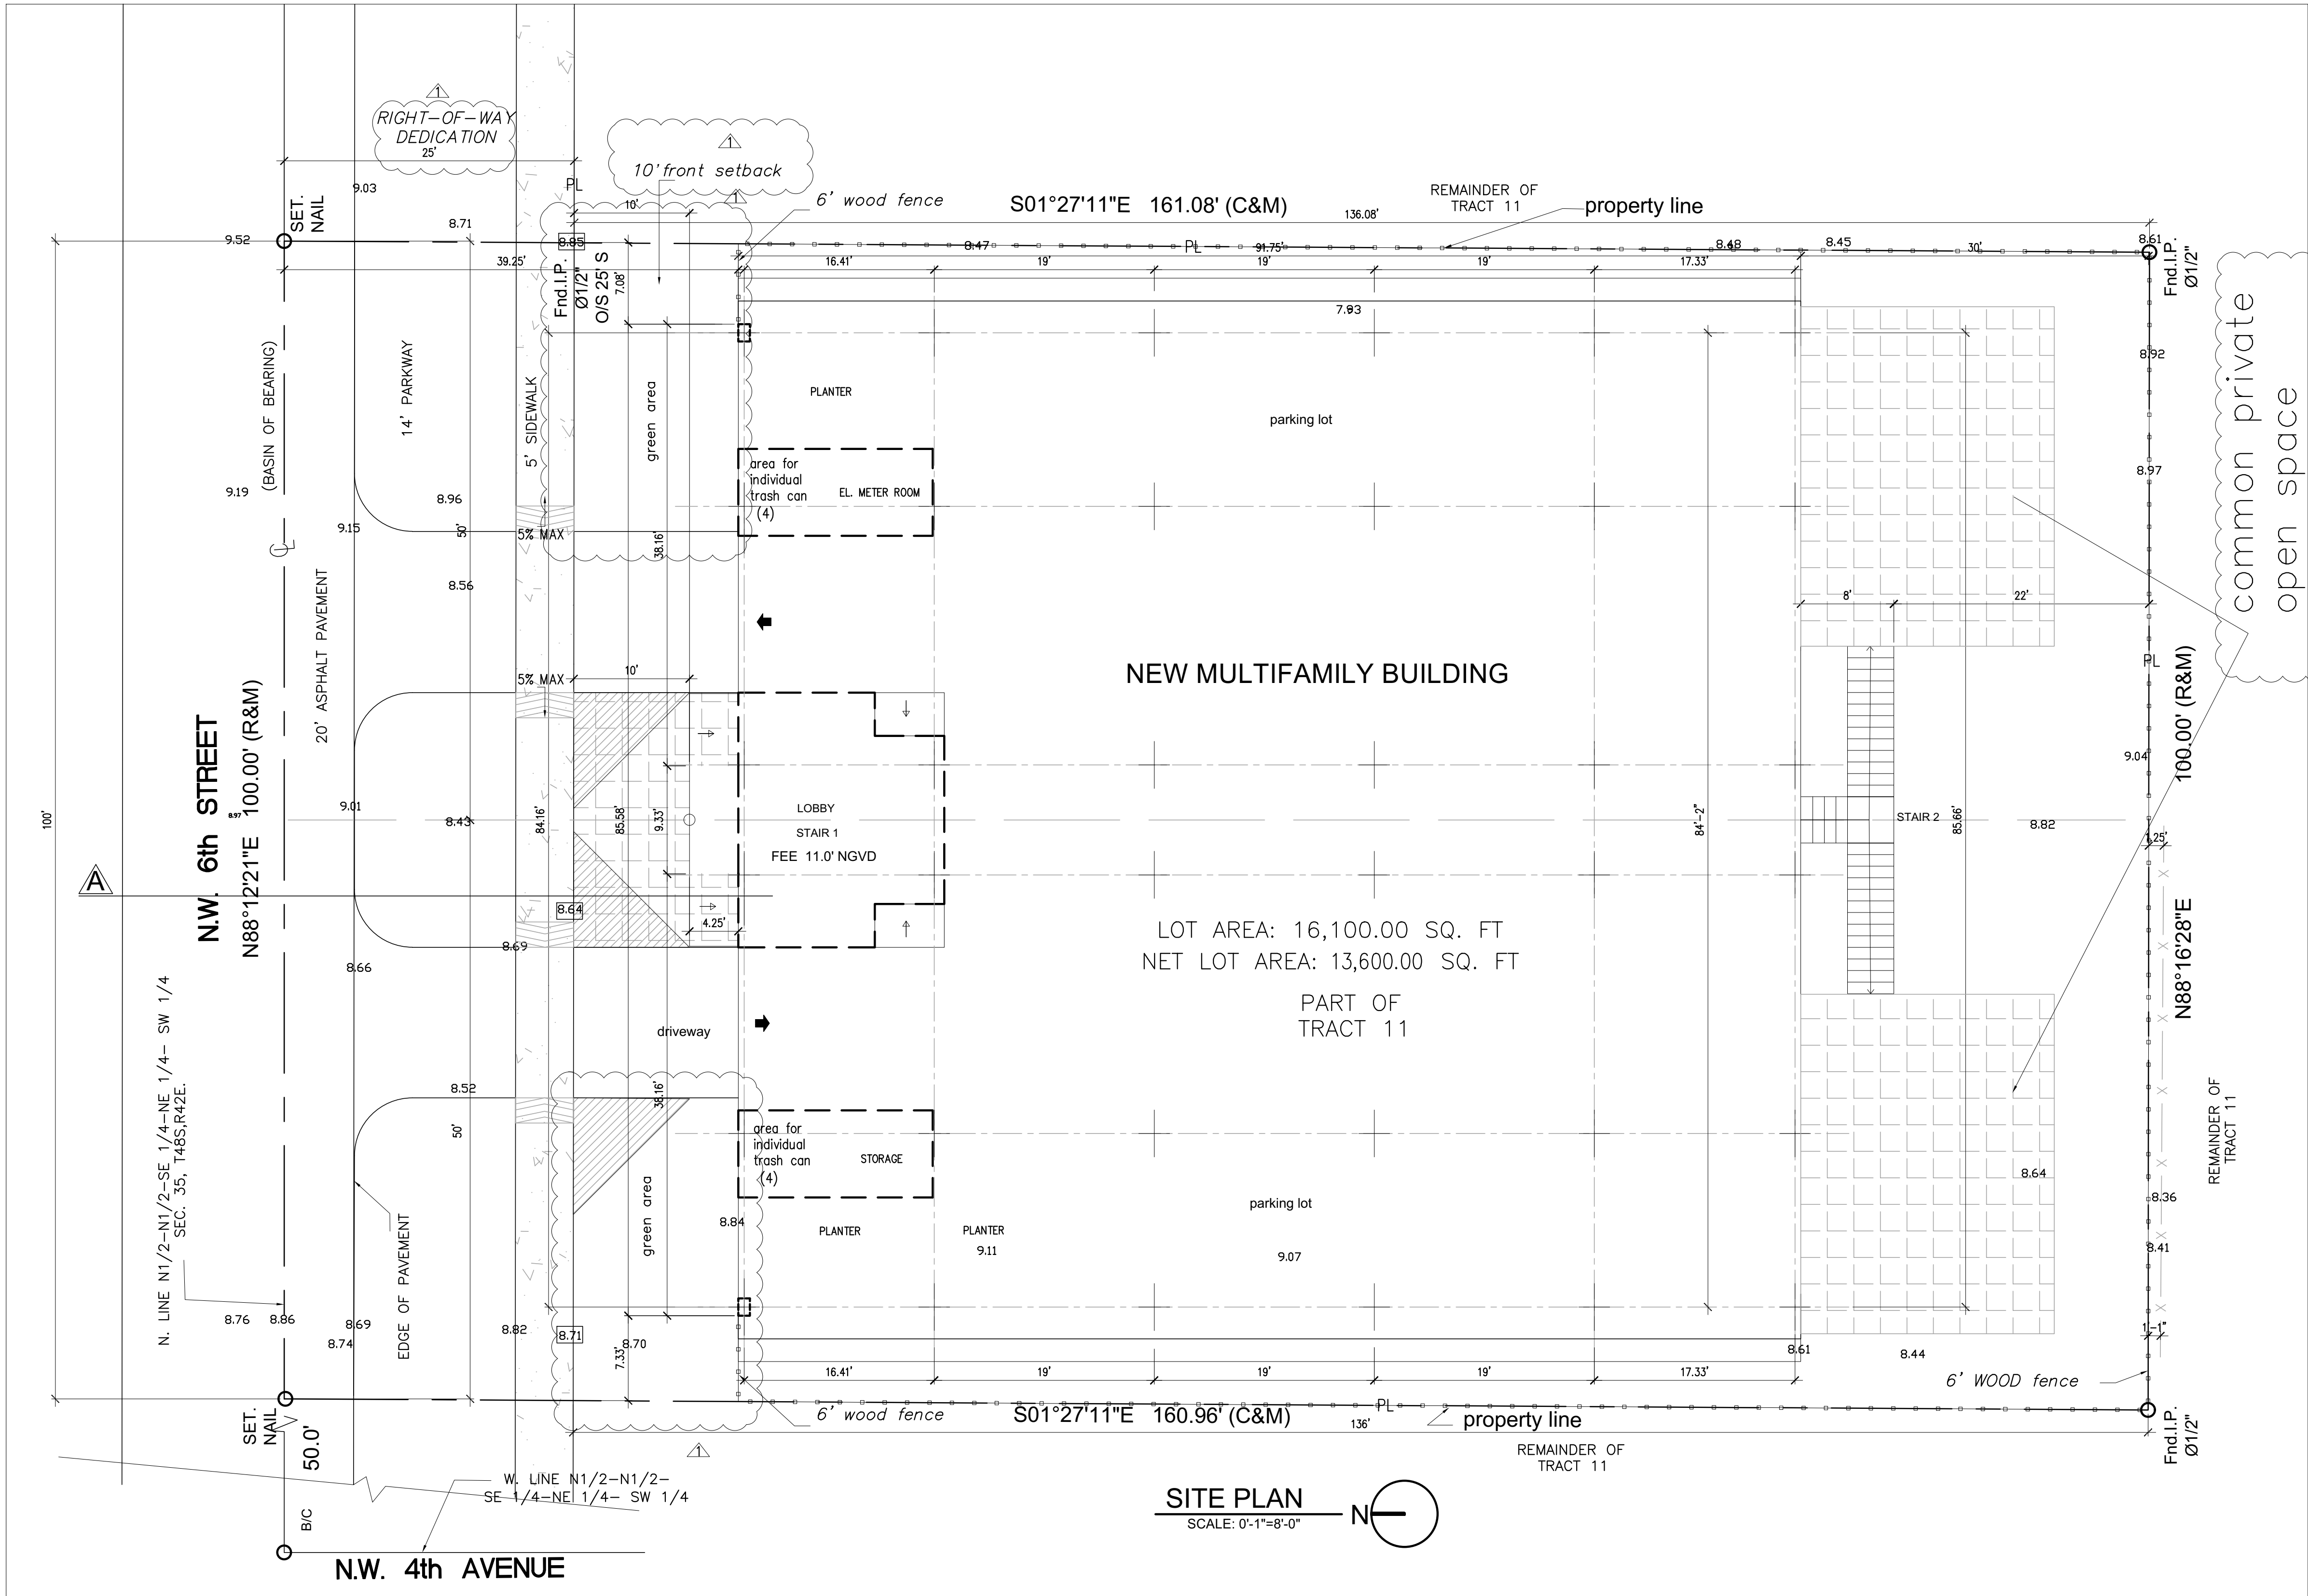 1
RIGHT-OF-WAY
DEDICATION
25'
1
10'front setback
9.03
PL
1
6' wood fence
S01°27'11"E 161.08' (C&M)
REMAINDER OF
TRACT 11
136.08'
property line
SET.
NAIL
8.71
10'
9.52
8.85
8.47
PL
91.75'
8.48
8.45
30'
8.61
39.25'
16.41'
19'
19'
19'
17.33'
Fnd.I.P.
Ø1/2"
O/S 25' S
7.08'
Fnd.I.P.
Ø1/2"
7.93
common private
open space
8.92
(BASIN OF BEARING)
14' PARKWAY
5' SIDEWALK
green area
PLANTER
parking lot
area for
individual
trash can
(4)
EL. METER ROOM
8.97
9.19
8.96
9.15
50'
5% MAX
38.16'
8.56
20' ASPHALT PAVEMENT
8'
22'
5% MAX
10'
NEW MULTIFAMILY BUILDING
PL
100.00' (R&M)
N.W. 6th STREET
N88°12'21"E 100.00' (R&M)
8.97
9.04
9.01
8.43
84.16'
85.58'
9.33'
LOBBY
STAIR 1
FEE 11.0' NGVD
84'-2"
STAIR 2
85.66'
8.82
1.25'
100'
A
8.64
4.25'
8.69
8.66
N88°16'28"E
LOT AREA: 16,100.00 SQ. FT
NET LOT AREA: 13,600.00 SQ. FT
PART OF
TRACT 11
N. LINE N1/2-N1/2-SE 1/4-NE 1/4- SW 1/4
SEC. 35, T48S,R42E.
driveway
8.52
38.16'
50'
area for
individual
trash can
(4)
STORAGE
REMAINDER OF
TRACT 11
8.64
8.36
green area
8.84
PLANTER
PLANTER
9.11
parking lot
9.07
8.41
EDGE OF PAVEMENT
8.76
8.86
8.69
8.74
8.82
8.71
8.70
7.33'
1'-1"
8.61
8.44
16.41'
19'
19'
19'
17.33'
6' WOOD fence
6' wood fence
S01°27'11"E 160.96' (C&M)
PL
136'
property line
SET.
NAIL
50.0'
1
REMAINDER OF
TRACT 11
Fnd.I.P.
Ø1/2"
W. LINE N1/2-N1/2-
SE 1/4-NE 1/4- SW 1/4
SITE PLAN
SCALE: 0'-1"=8'-0"
N
B/C
N.W. 4th AVENUE